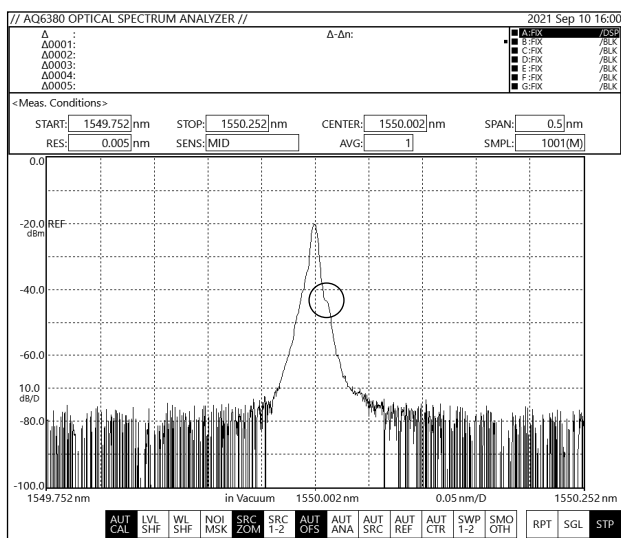 // AQ6380 OPTICAL SPECTRUM ANALYZER // 2021 Sep 10 16:00
Δ : Δ-Δn:
Δ0001:
Δ0002:
Δ0003:
Δ0004:
Δ0005:
A:FIX /DSP
B:FIX /BLK
C:FIX /BLK
D:FIX /BLK
E:FIX /BLK
F:FIX /BLK
G:FIX /BLK
<Meas. Conditions>
START: 1549.752 nm STOP: 1550.252 nm CENTER: 1550.002 nm SPAN: 0.5 nm
RES: 0.005 nm SENS: MID AVG: 1 SMPL: 1001(M)
0.0
-20.0 REF
dBm
-40.0
-60.0
10.0
dB/D
-80.0
-100.0
1549.752 nm in Vacuum 1550.002 nm 0.05 nm/D 1550.252 nm
AUT CAL LVL SHF WL SHF NOI MSK SRC ZOM SRC 1-2 AUT OFS AUT ANA AUT SRC AUT REF AUT CTR SWP 1-2 SMO OTH RPT SGL STP